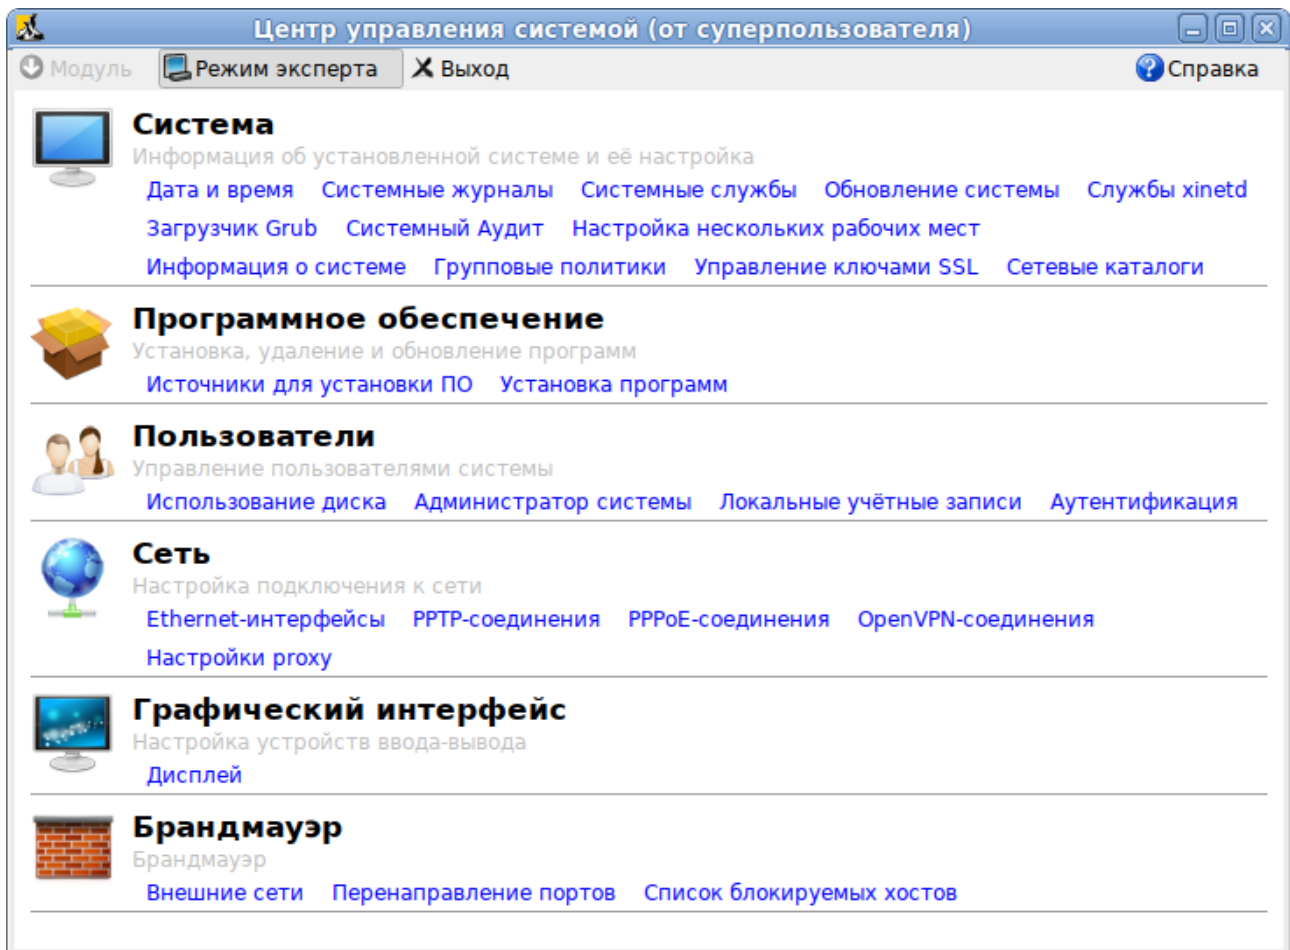 Центр управления системой (от суперпользователя)
Модуль Режим эксперта Выход Справка
Система
Информация об установленной системе и её настройка
Дата и время Системные журналы Системные службы Обновление системы Службы xinetd
Загрузчик Grub Системный Аудит Настройка нескольких рабочих мест
Информация о системе Групповые политики Управление ключами SSL Сетевые каталоги
Программное обеспечение
Установка, удаление и обновление программ
Источники для установки ПО Установка программ
Пользователи
Управление пользователями системы
Использование диска Администратор системы Локальные учётные записи Аутентификация
Сеть
Настройка подключения к сети
Ethernet-интерфейсы PPTP-соединения PPPoE-соединения OpenVPN-соединения
Настройки proxy
Графический интерфейс
Настройка устройств ввода-вывода
Дисплей
Брандмауэр
Брандмауэр
Внешние сети Перенаправление портов Список блокируемых хостов